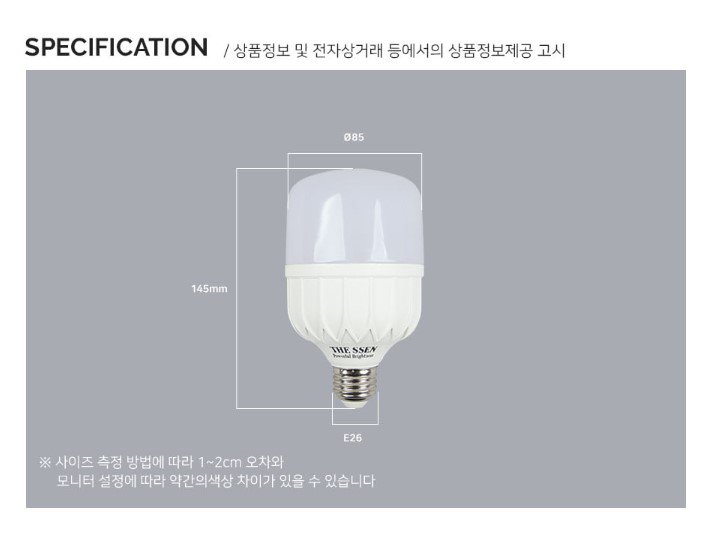 SPECIFICATION / 상품정보 및 전자상거래 등에서의 상품정보제공 고시
Ø85
145mm
THE SSEN
Powerful Brightness
E26
※ 사이즈 측정 방법에 따라 1~2cm 오차와
모니터 설정에 따라 약간의색상 차이가 있을 수 있습니다